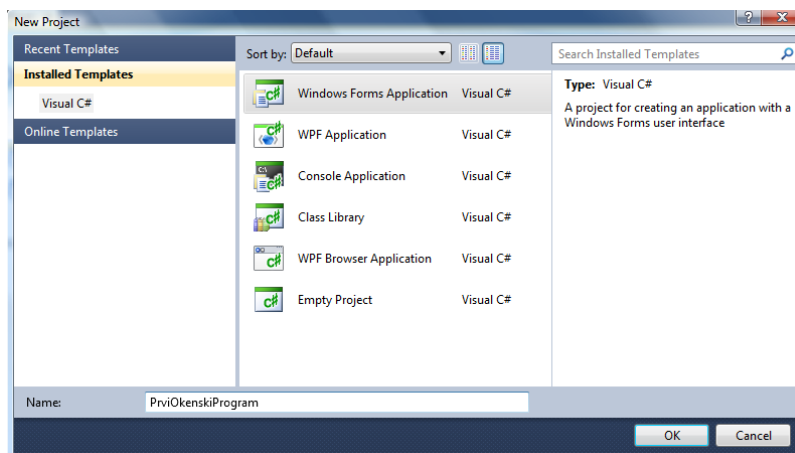 New Project
Recent Templates
Installed Templates
Visual C#
Online Templates
Sort by: Default
Search Installed Templates
Windows Forms Application Visual C#
WPF Application Visual C#
Console Application Visual C#
Class Library Visual C#
WPF Browser Application Visual C#
Empty Project Visual C#
Type: Visual C#
A project for creating an application with a
Windows Forms user interface
Name: PrviOkenskiProgram
OK Cancel